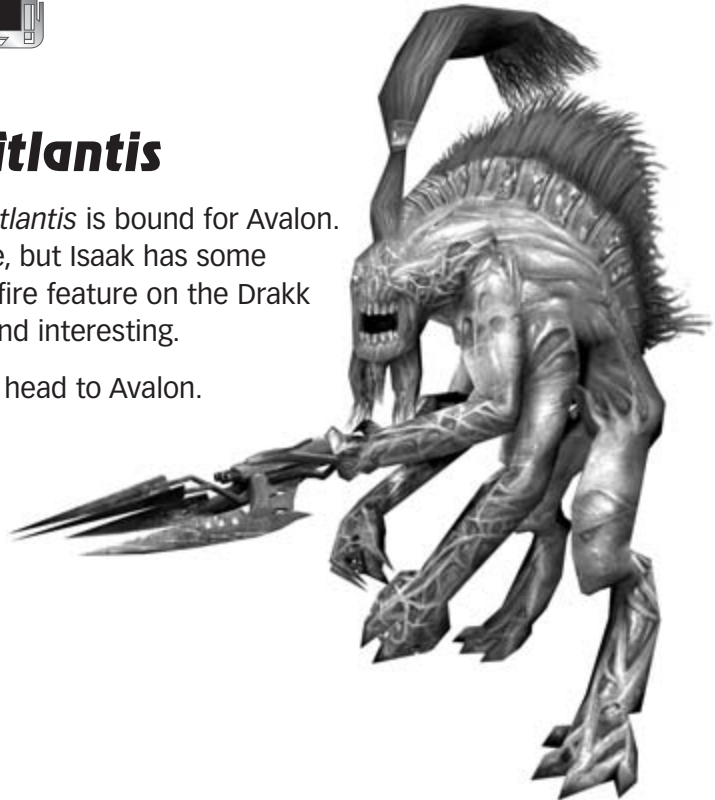 itlantis
tlantis is bound for Avalon.
e, but Isaak has some
fire feature on the Drakk
nd interesting.
head to Avalon.